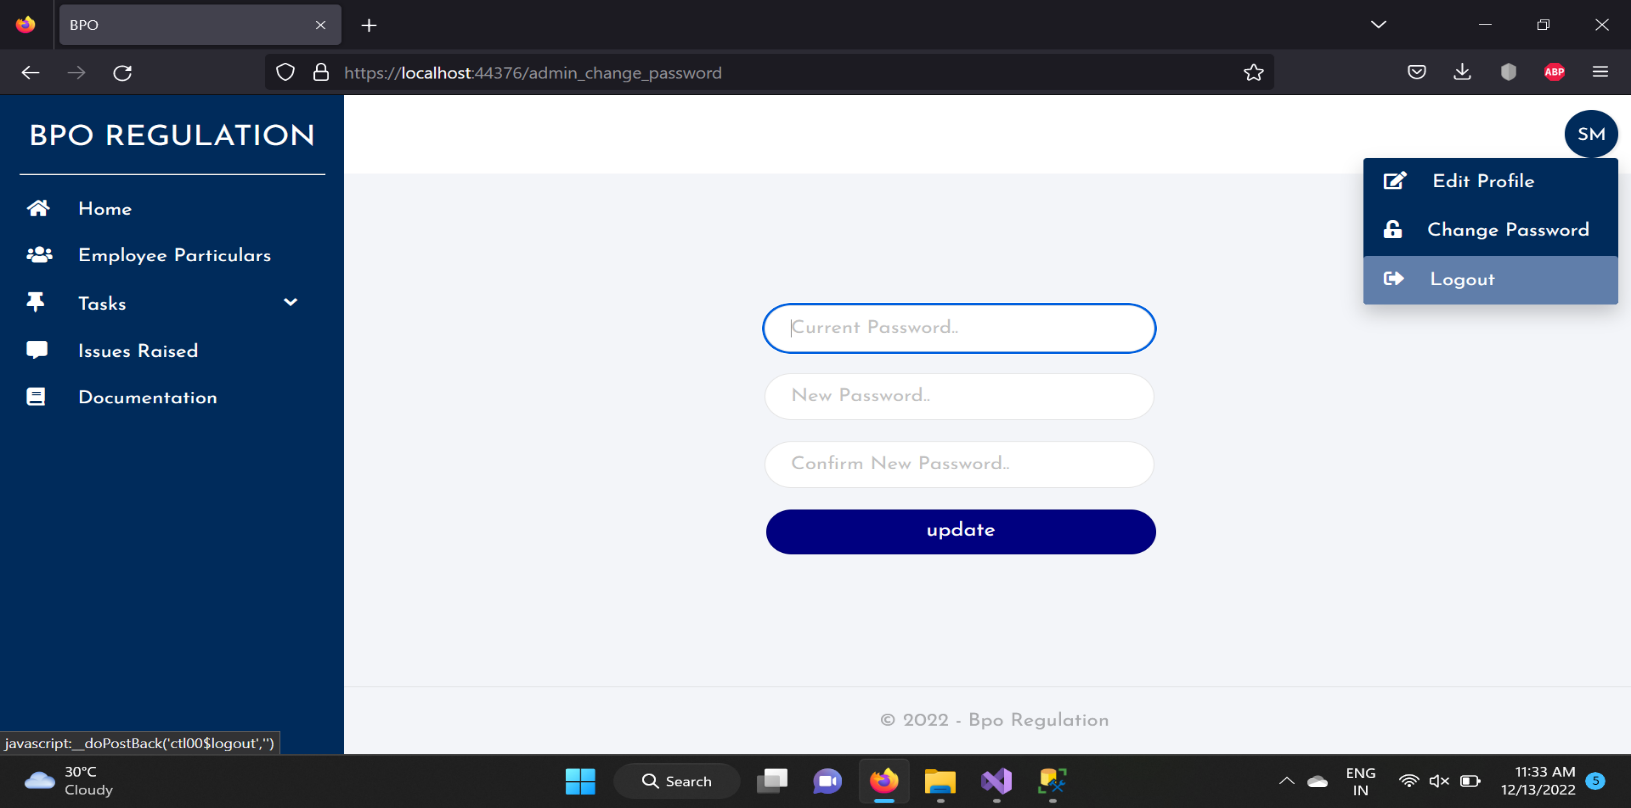 BPO
https://localhost:44376/admin_change_password
ABP
BPO REGULATION
SM
Home
Employee Particulars
Tasks
Issues Raised
Documentation
Edit Profile
Change Password
Logout
Current Password..
New Password..
Confirm New Password..
update
© 2022 - Bpo Regulation
javascript:__doPostBack('ctl00$logout','')
30°C
Cloudy
Search
ENG
IN
11:33 AM
12/13/2022
5